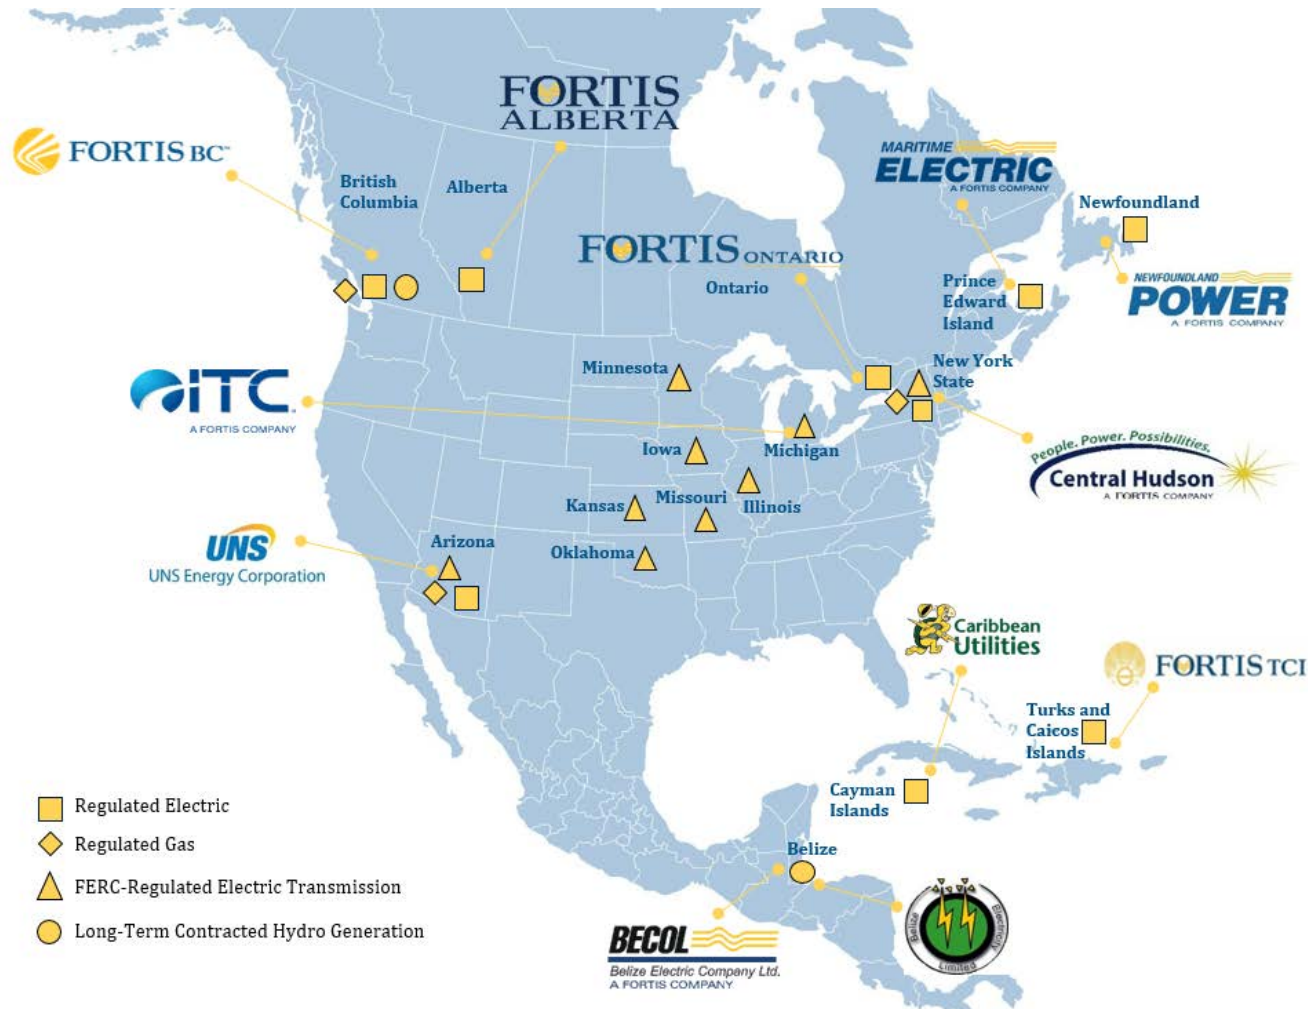 FORTIS
ALBERTA
FORTIS BC™
MARITIME
ELECTRIC
A FORTIS COMPANY
British
Columbia
Alberta
Newfoundland
FORTIS ONTARIO
Ontario
Prince
Edward
Island
NEWFOUNDLAND
POWER
A FORTIS COMPANY
Minnesota
New York
State
ITC
A FORTIS COMPANY
Iowa
Michigan
People. Power. Possibilities.
Central Hudson
A FORTIS COMPANY
Kansas
Missouri
Illinois
UNS
UNS Energy Corporation
Arizona
Oklahoma
Caribbean
Utilities
FORTIS TCI
Turks and
Caicos
Islands
Cayman
Islands
Regulated Electric
Regulated Gas
FERC-Regulated Electric Transmission
Long-Term Contracted Hydro Generation
Belize
BECOL
Belize Electric Company Ltd.
A FORTIS COMPANY
Belize
Electricity
Limited